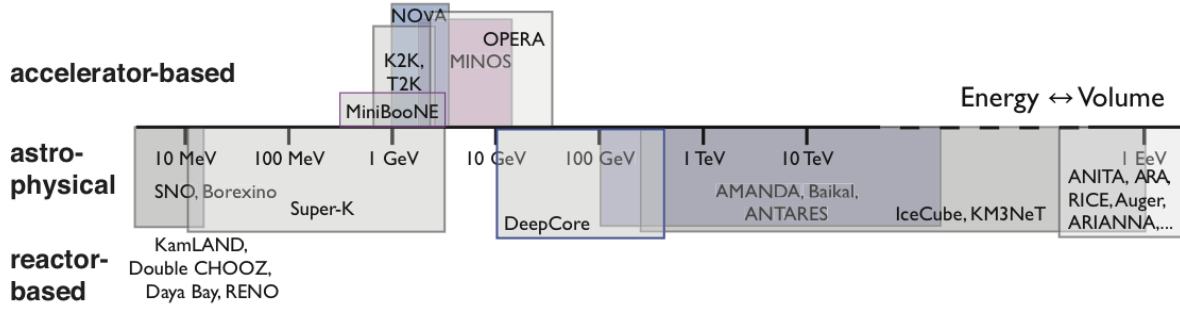 NOνA
OPERA
K2K,
T2K
MINOS
accelerator-based
MiniBooNE
Energy ↔ Volume
astro-
physical
10 MeV
100 MeV
1 GeV
10 GeV
100 GeV
1 TeV
10 TeV
1 EeV
SNO, Borexino
Super-K
DeepCore
AMANDA, Baikal,
ANTARES
IceCube, KM3NeT
ANITA, ARA,
RICE, Auger,
ARIANNA,...
reactor-
based
KamLAND,
Double CHOOZ,
Daya Bay, RENO